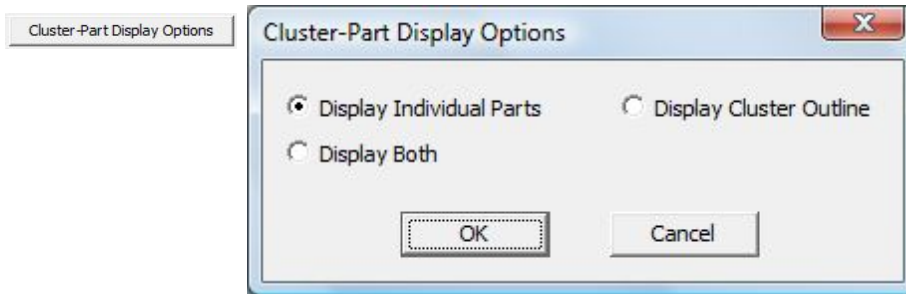 Cluster-Part Display Options
Cluster-Part Display Options
Display Individual Parts
Display Cluster Outline
Display Both
OK
Cancel